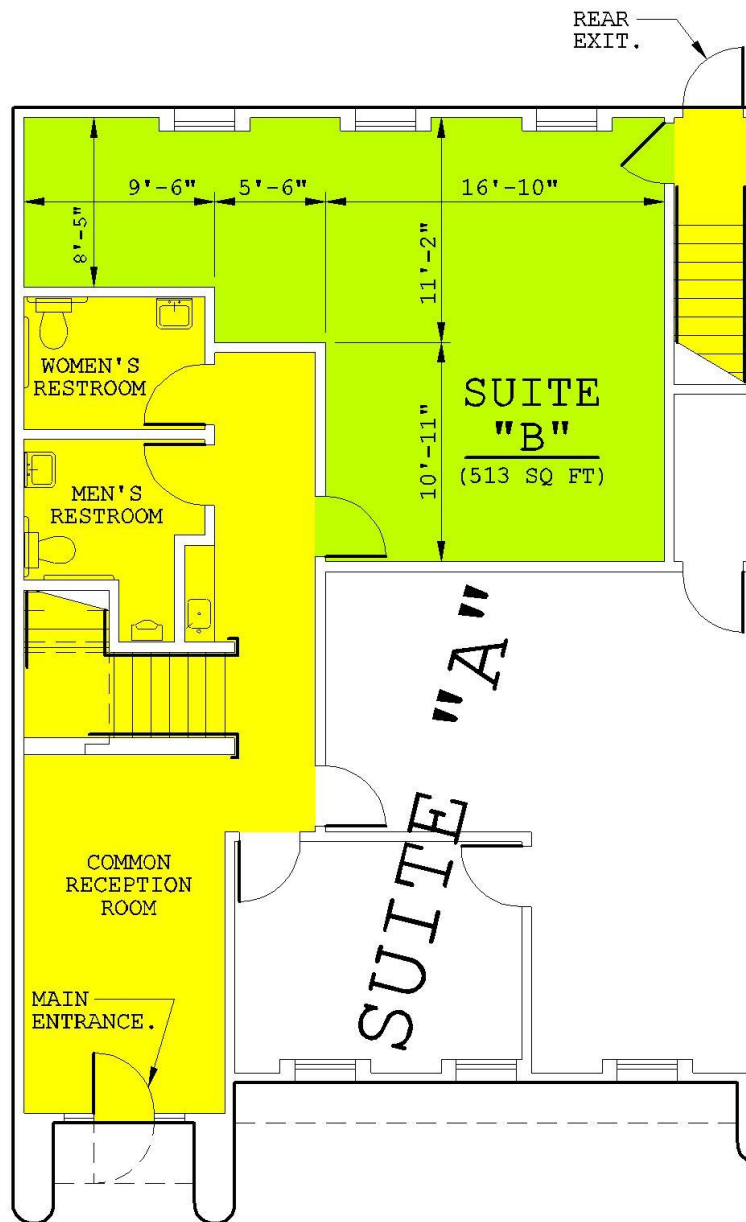 REAR
EXIT.
9'-6"
5'-6"
16'-10"
8'-5"
11'-2"
WOMEN'S
RESTROOM
SUITE
"B"
(513 SQ FT)
10'-11"
MEN'S
RESTROOM
SUITE "A"
COMMON
RECEPTION
ROOM
MAIN
ENTRANCE.